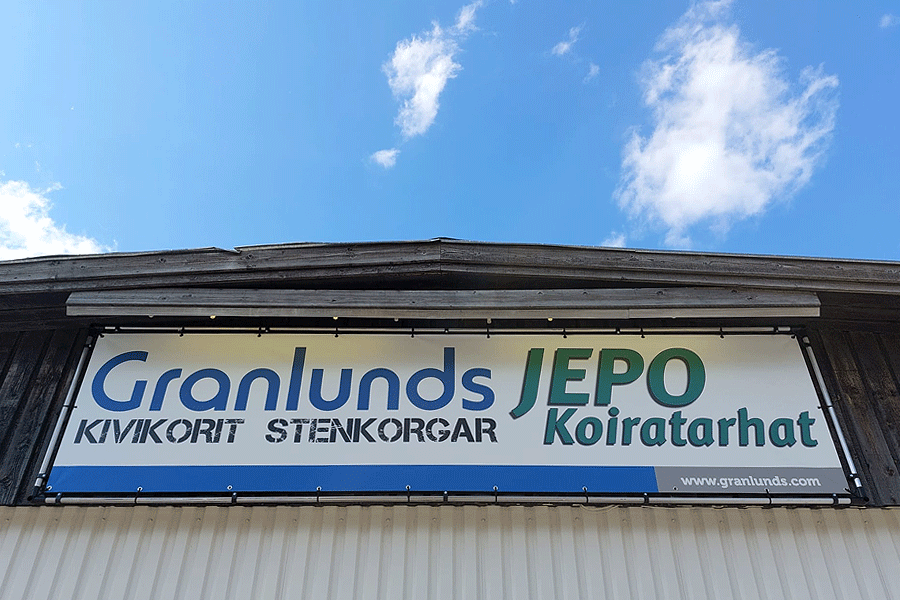 Granlunds
KIVIKORIT STENKORGAR
JEPO
Koiratarhat
www.granlunds.com